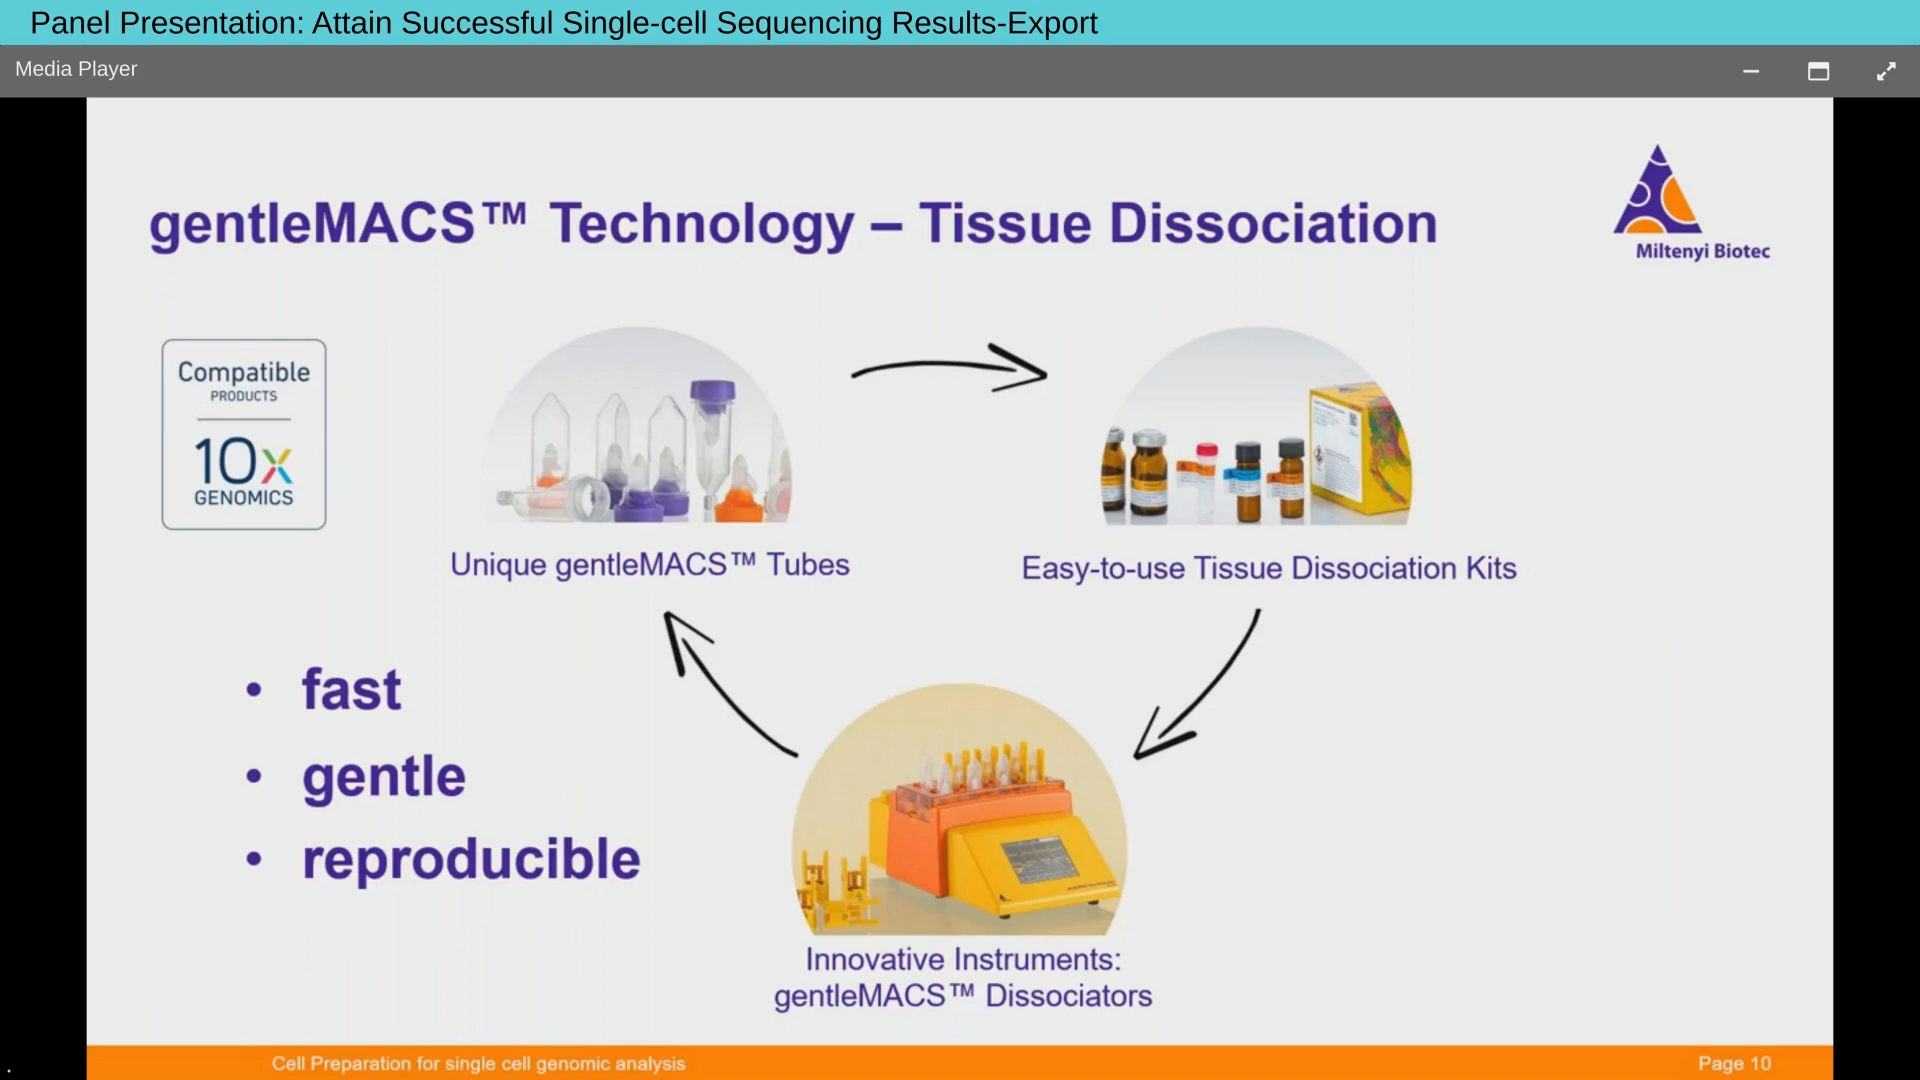 Panel Presentation: Attain Successful Single-cell Sequencing Results-Export
Media Player
gentleMACS™ Technology – Tissue Dissociation
Miltenyi Biotec
Compatible
PRODUCTS
10x
GENOMICS
Unique gentleMACS™ Tubes
Easy-to-use Tissue Dissociation Kits
• fast
• gentle
• reproducible
Innovative Instruments:
gentleMACS™ Dissociators
Cell Preparation for single cell genomic analysis
Page 10